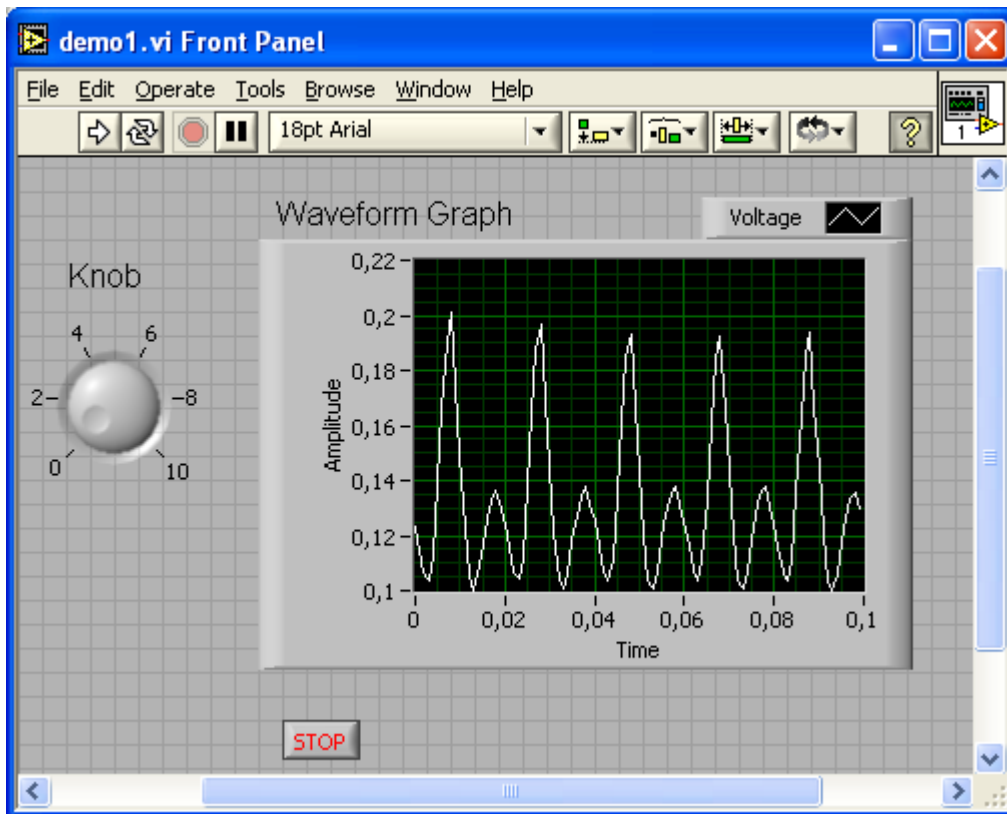 demo1.vi Front Panel
File Edit Operate Tools Browse Window Help
18pt Arial
?
1
Waveform Graph
Voltage
Knob
0
2
4
6
8
10
Amplitude
0,22
0,2
0,18
0,16
0,14
0,12
0,1
0 0,02 0,04 0,06 0,08 0,1
Time
STOP